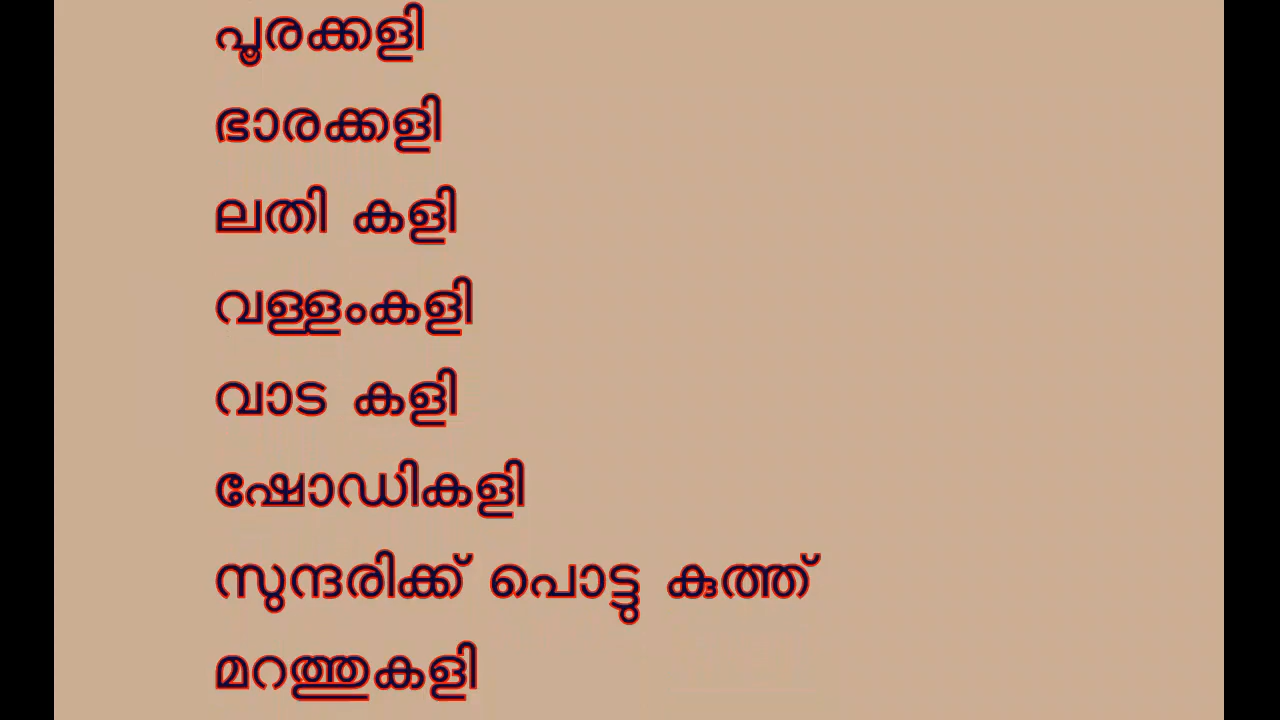 പൂരക്കളി
ഭാരക്കളി
ലതി കളി
വള്ളംകളി
വാട കളി
ഷോഡികളി
സുന്ദരിക്ക് പൊട്ടു കുത്ത്
മറത്തുകളി